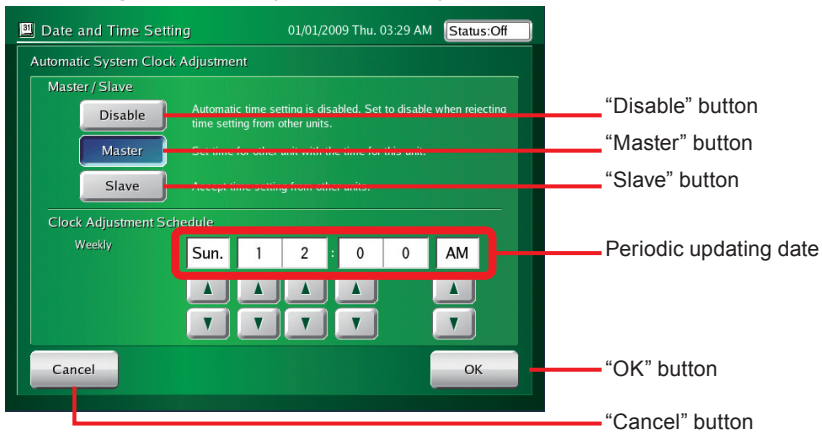 31 Date and Time Setting 01/01/2009 Thu. 03:29 AM Status:Off
Automatic System Clock Adjustment
Master / Slave
Disable Automatic time setting is disabled. Set to disable when rejecting
time setting from other units.
“Disable” button
Master Set time for other unit with the time for this unit.
“Master” button
Slave Accept time setting from other units.
“Slave” button
Clock Adjustment Schedule
Weekly Sun. 1 2 : 0 0 AM
Periodic updating date
▲ ▲ ▲ ▲ ▲
▼ ▼ ▼ ▼ ▼
Cancel OK
“OK” button
“Cancel” button